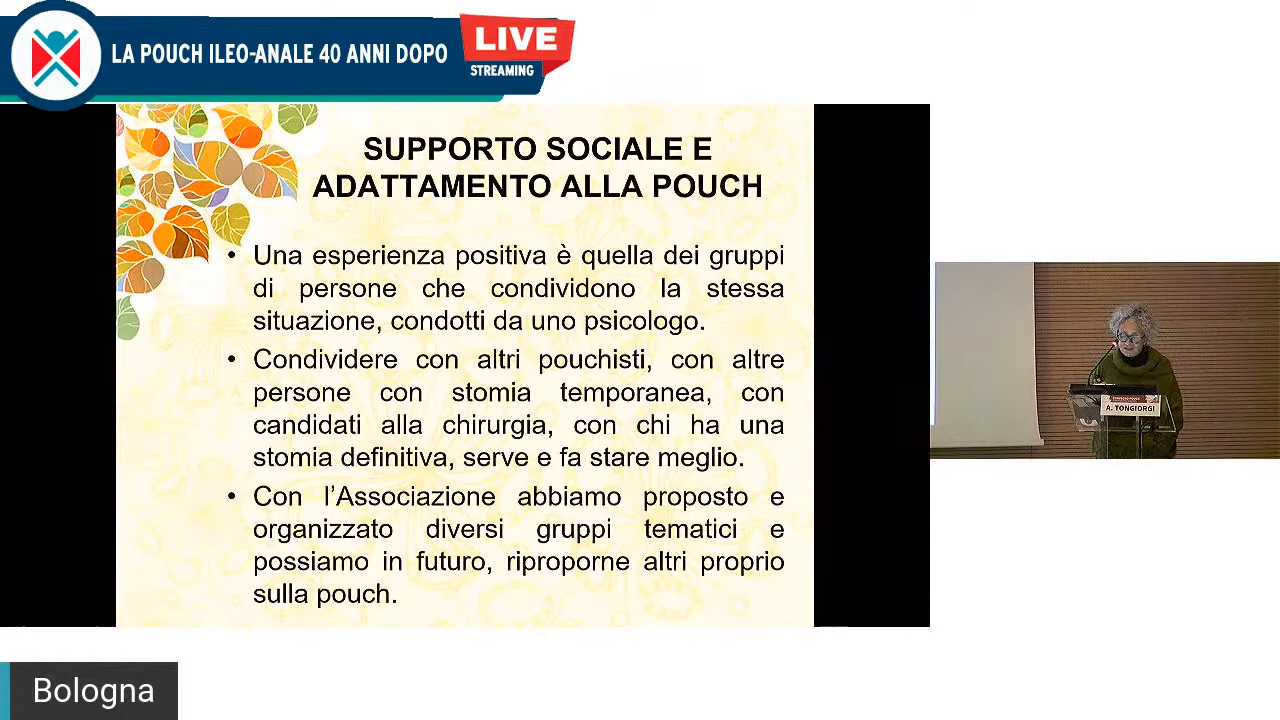 LA POUCH ILEO-ANALE 40 ANNI DOPO
LIVE
STREAMING
SUPPORTO SOCIALE E
ADATTAMENTO ALLA POUCH
• Una esperienza positiva è quella dei gruppi
di persone che condividono la stessa
situazione, condotti da uno psicologo.
• Condividere con altri pouchisti, con altre
persone con stomia temporanea, con
candidati alla chirurgia, con chi ha una
stomia definitiva, serve e fa stare meglio.
• Con l’Associazione abbiamo proposto e
organizzato diversi gruppi tematici e
possiamo in futuro, riproporne altri proprio
sulla pouch.
A. TONGIORGI
Bologna